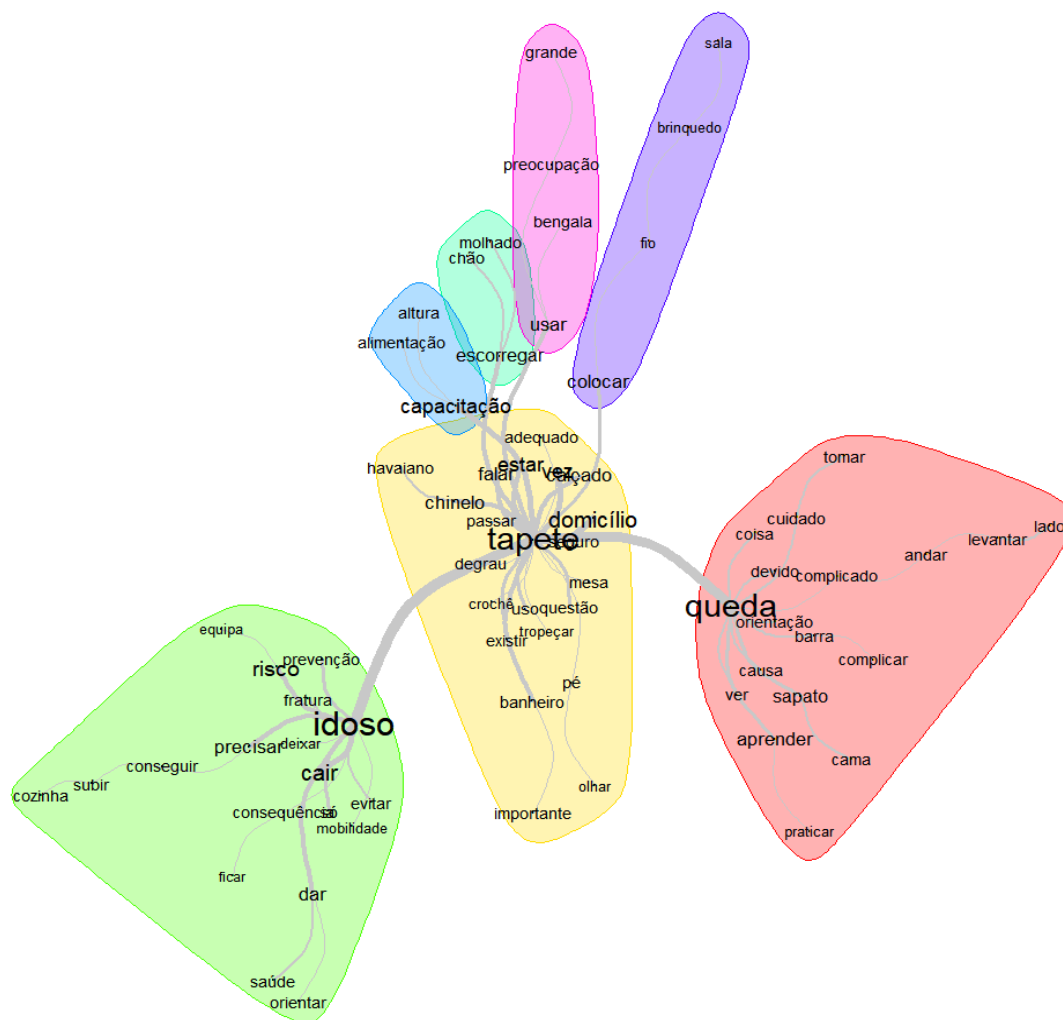 sala
grande
brinquedo
preocupação
bengala
molhado
chão
fio
altura
usar
alimentação
escorregar
colocar
capacitação
adequado
tomar
havaiano
estar
vez
falar
calçado
chinelo
passar
domicílio
cuidado
lado
coisa
levantar
tapete
seguro
andar
degrau
devido
complicado
mesa
crochê
uso
questão
queda
tropeçar
orientação
equipa
existir
barra
prevenção
complicar
risco
causa
pé
ver
sapato
fratura
banheiro
idoso
deixar
precisar
aprender
conseguir
cair
cama
subir
olhar
cozinha
evitar
consequência
só
importante
mobilidade
praticar
ficar
dar
saúde
orientar